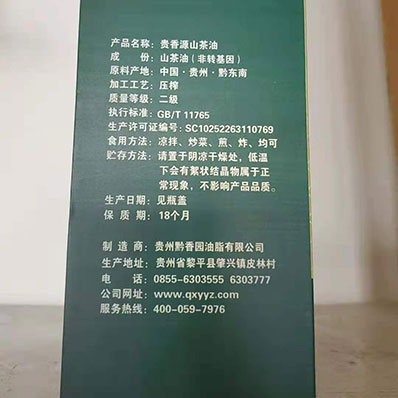 产品名称：贵香源山茶油
成　　份：山茶油（非转基因）
原料产地：中国·贵州·黔东南
加工工艺：压榨
质量等级：二级
执行标准：GB/T 11765
生产许可证编号：SC10252263110769
食用方法：凉拌、炒菜、煎、炸、均可
贮存方法：请置于阴凉干燥处，低温
下会有絮状结晶物属于正
常现象，不影响产品品质。
生产日期：见瓶盖
保 质 期：18个月
制 造 商：贵州黔香园油脂有限公司
生产地址：贵州省黎平县肇兴镇皮林村
电　　话：0855-6303555 6303777
公司网址：www.qxyyz.com
服务热线：400-059-7976